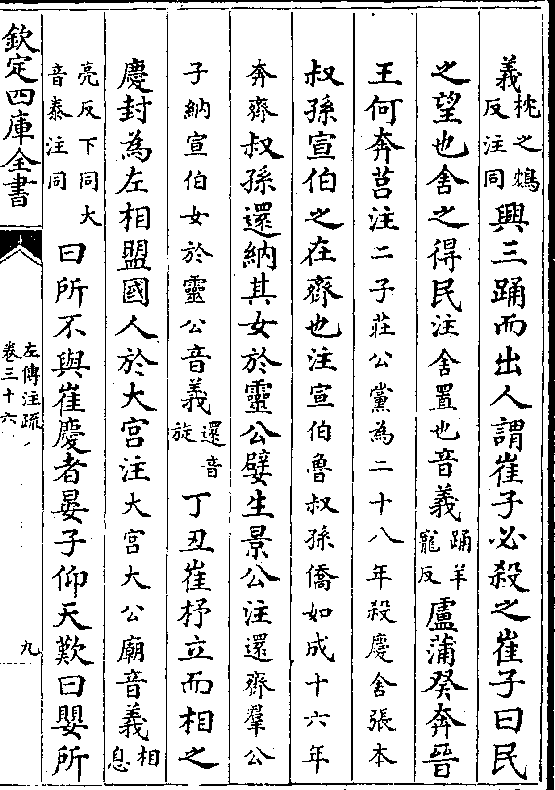 義枕之鴆反注同興三踊而出人謂崔子必殺之崔子曰民
之望也舍之得民注舍置也音義踊羊寵反盧蒲癸奔晉
王何奔莒注二子莊公黨為二十八年殺慶舍張本
叔孫宣伯之在齊也注宣伯魯叔孫僑如成十六年
奔齊叔孫還納其女於靈公嬖生景公注還齊羣公
子納宣伯女於靈公音義還音旋丁丑崔杼立而相之
慶封為左相盟國人於大宮注大宮大公廟音義相息
亮反下同大音泰注同曰所不與崔慶者晏子仰天歎曰嬰所
欽定四庫全書
左傳注疏
卷三十六
九